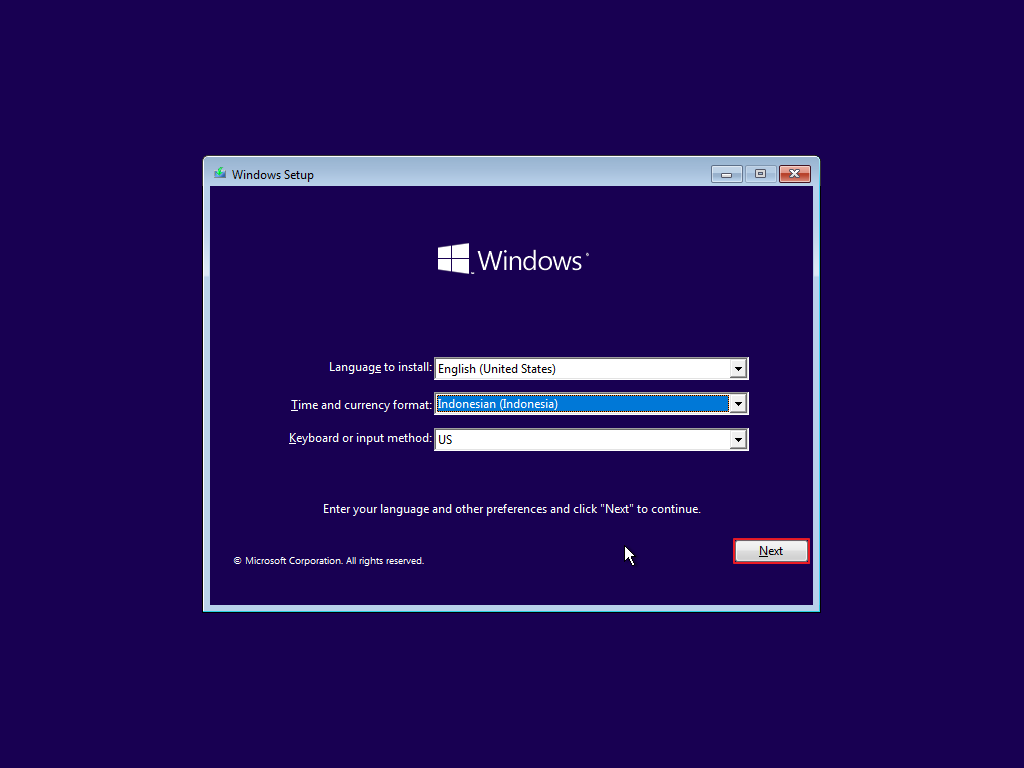 Windows Setup
Windows
Language to install: English (United States)
Time and currency format: Indonesian (Indonesia)
Keyboard or input method: US
Enter your language and other preferences and click "Next" to continue.
© Microsoft Corporation. All rights reserved.
Next